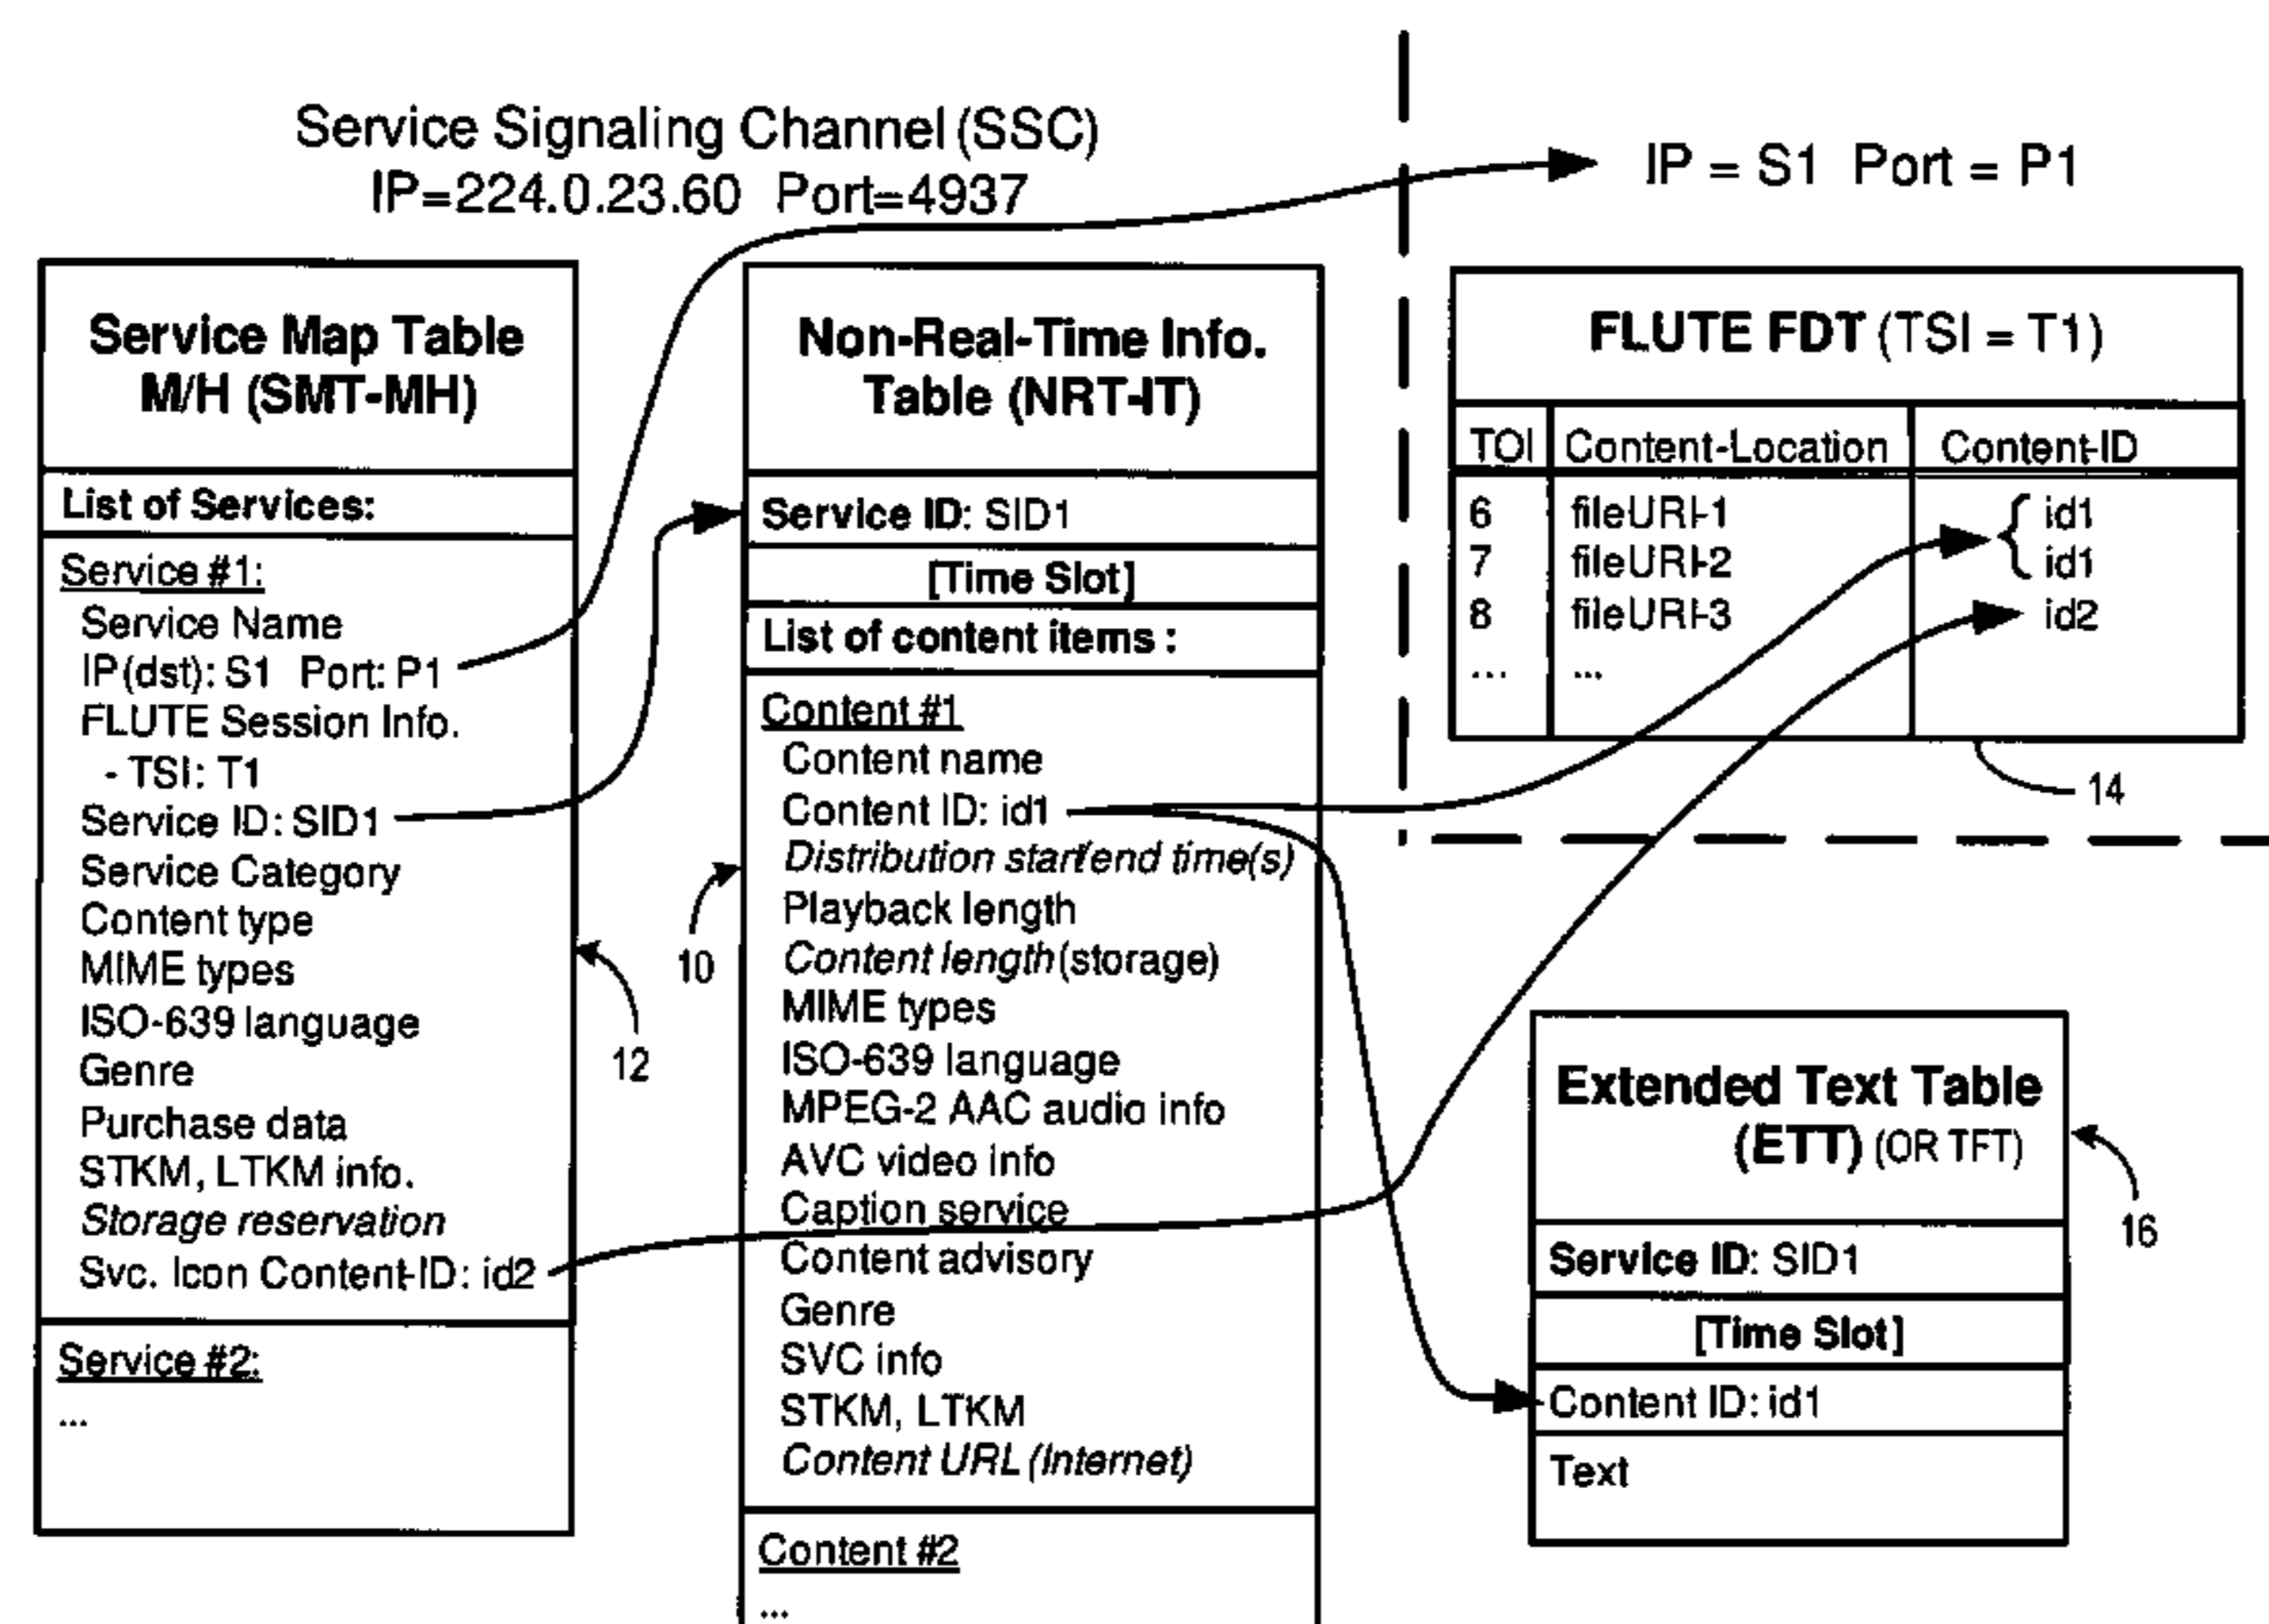 Service Signaling Channel (SSC)
IP=224.0.23.60 Port=4937
IP = S1 Port = P1
Service Map Table
M/H (SMT-MH)
List of Services:
Service #1:
Service Name
IP(dst): S1 Port: P1
FLUTE Session Info.
- TSI: T1
Service ID: SID1
Service Category
Content type
MIME types
ISO-639 language
Genre
Purchase data
STKM, LTKM info.
Storage reservation
Svc. Icon Content-ID: id2
Service #2:
...
12
Non-Real-Time Info.
Table (NRT-IT)
Service ID: SID1
[Time Slot]
List of content items :
Content #1
Content name
Content ID: id1
Distribution start/end time(s)
Playback length
Content length (storage)
MIME types
ISO-639 language
MPEG-2 AAC audio info
AVC video info
Caption service
Content advisory
Genre
SVC info
STKM, LTKM
Content URL (Internet)
Content #2
...
10
FLUTE FDT (TSI = T1)
TOI Content-Location Content-ID
6 fileURI-1 { id1
7 fileURI-2 { id1
8 fileURI-3 id2
... ...
14
Extended Text Table
(ETT) (OR TFT)
Service ID: SID1
[Time Slot]
Content ID: id1
Text
16